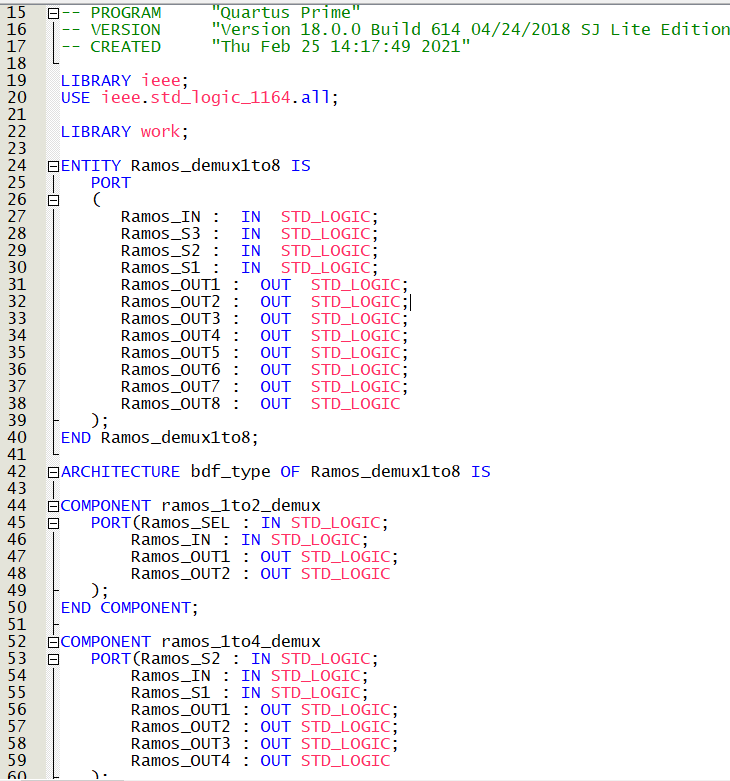 15 -- PROGRAM     "Quartus Prime"
16 -- VERSION     "Version 18.0.0 Build 614 04/24/2018 SJ Lite Edition
17 -- CREATED     "Thu Feb 25 14:17:49 2021"
18
19 LIBRARY ieee;
20 USE ieee.std_logic_1164.all;
21
22 LIBRARY work;
23
24 ENTITY Ramos_demux1to8 IS
25    PORT
26    (
27       Ramos_IN :  IN  STD_LOGIC;
28       Ramos_S3 :  IN  STD_LOGIC;
29       Ramos_S2 :  IN  STD_LOGIC;
30       Ramos_S1 :  IN  STD_LOGIC;
31       Ramos_OUT1 :  OUT  STD_LOGIC;
32       Ramos_OUT2 :  OUT  STD_LOGIC;
33       Ramos_OUT3 :  OUT  STD_LOGIC;
34       Ramos_OUT4 :  OUT  STD_LOGIC;
35       Ramos_OUT5 :  OUT  STD_LOGIC;
36       Ramos_OUT6 :  OUT  STD_LOGIC;
37       Ramos_OUT7 :  OUT  STD_LOGIC;
38       Ramos_OUT8 :  OUT  STD_LOGIC
39    );
40 END Ramos_demux1to8;
41
42 ARCHITECTURE bdf_type OF Ramos_demux1to8 IS
43
44 COMPONENT ramos_1to2_demux
45    PORT(Ramos_SEL : IN STD_LOGIC;
46        Ramos_IN : IN STD_LOGIC;
47        Ramos_OUT1 : OUT STD_LOGIC;
48        Ramos_OUT2 : OUT STD_LOGIC
49    );
50 END COMPONENT;
51
52 COMPONENT ramos_1to4_demux
53    PORT(Ramos_S2 : IN STD_LOGIC;
54        Ramos_IN : IN STD_LOGIC;
55        Ramos_S1 : IN STD_LOGIC;
56        Ramos_OUT1 : OUT STD_LOGIC;
57        Ramos_OUT2 : OUT STD_LOGIC;
58        Ramos_OUT3 : OUT STD_LOGIC;
59        Ramos_OUT4 : OUT STD_LOGIC
60    );